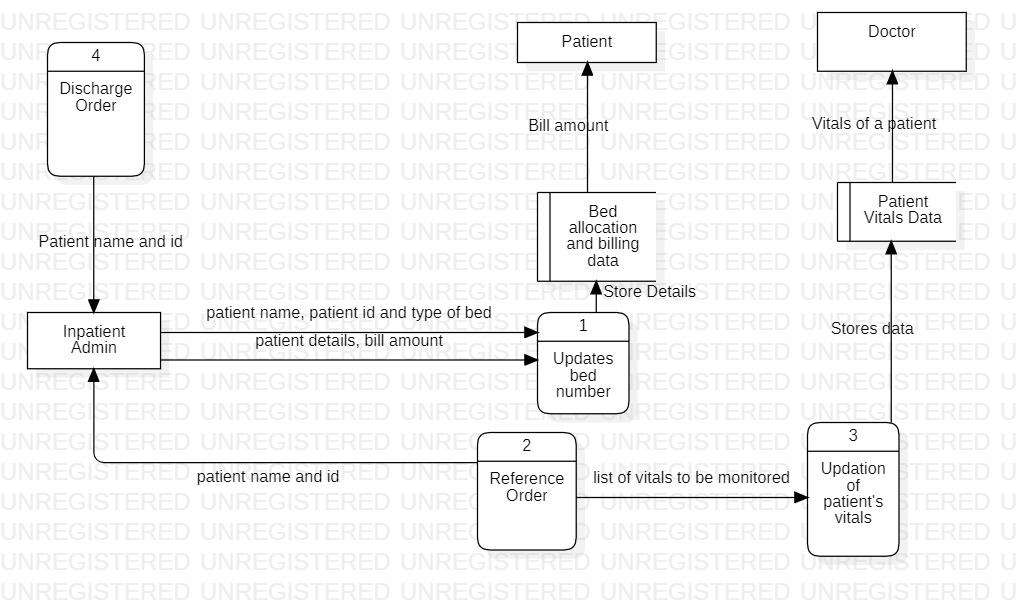 4
Discharge
Order
Patient
Doctor
Bill amount
Vitals of a patient
Bed
allocation
and billing
data
Patient
Vitals Data
Patient name and id
Store Details
patient name, patient id and type of bed
Inpatient
Admin
patient details, bill amount
1
Updates
bed
number
Stores data
2
Reference
Order
patient name and id
list of vitals to be monitored
3
Updation
of
patient's
vitals
UNREGISTERED UNREGISTERED UNREGISTERED UNREGISTERED UNREGISTERED U